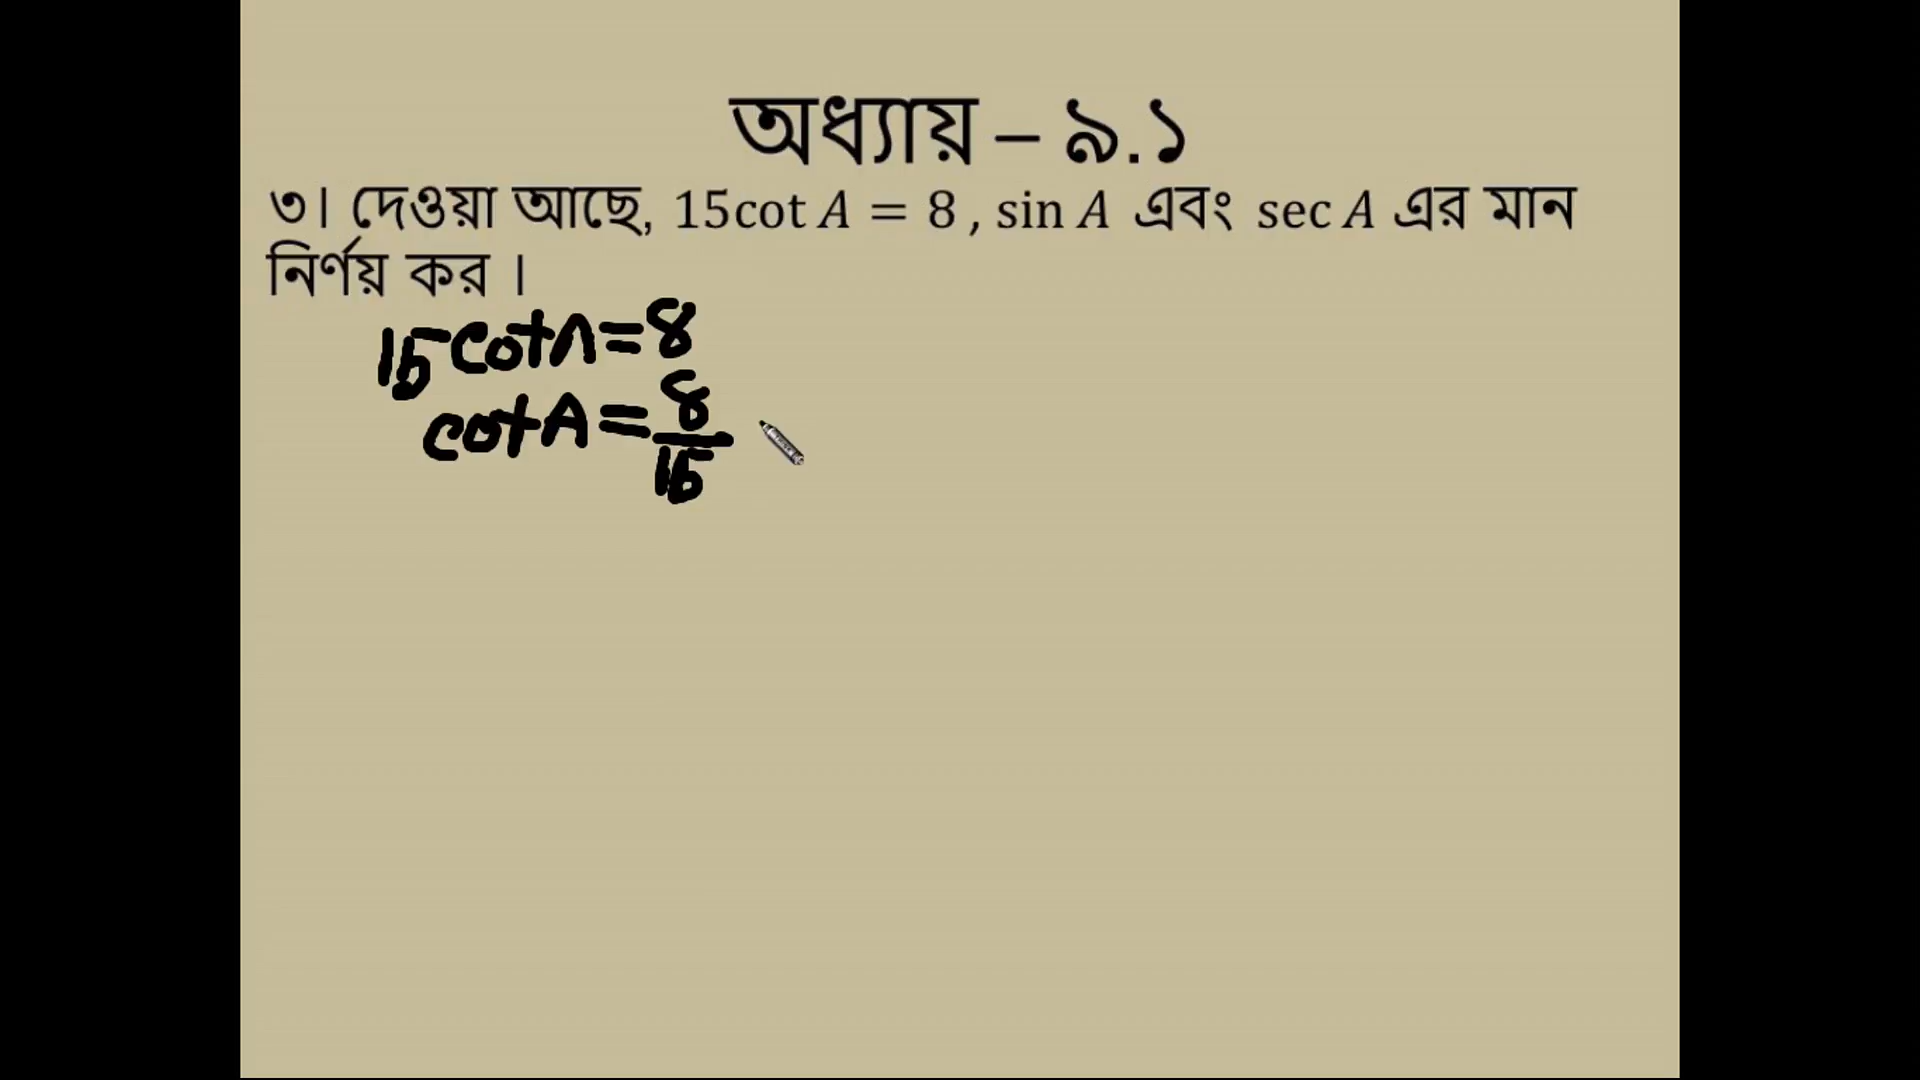 অধ্যায় – ৯.১
৩। দেওয়া আছে, 15cot A = 8 , sin A এবং sec A এর মান
নির্ণয় কর ।
15cotA=8
cotA=8/15